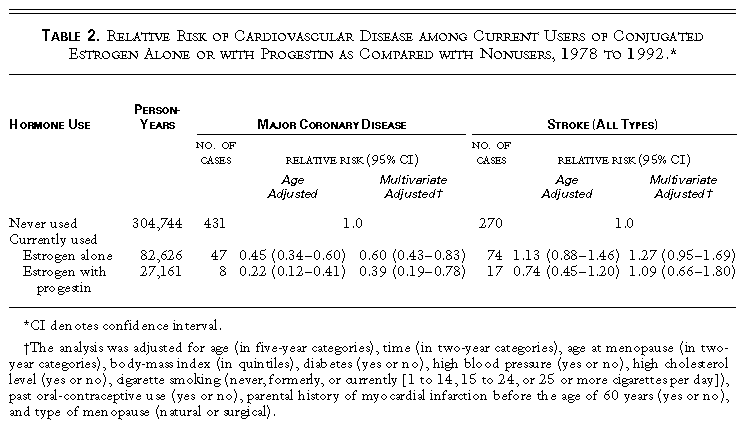 TABLE 2. RELATIVE RISK OF CARDIOVASCULAR DISEASE AMONG CURRENT USERS OF CONJUGATED
ESTROGEN ALONE OR WITH PROGESTIN AS COMPARED WITH NONUSERS, 1978 TO 1992.*
HORMONE USE PERSON-YEARS MAJOR CORONARY DISEASE STROKE (ALL TYPES)
NO. OF CASES RELATIVE RISK (95% CI) NO. OF CASES RELATIVE RISK (95% CI)
Age Adjusted Multivariate Adjusted† Age Adjusted Multivariate Adjusted†
Never used 304,744 431 1.0 270 1.0
Currently used
Estrogen alone 82,626 47 0.45 (0.34–0.60) 0.60 (0.43–0.83) 74 1.13 (0.88–1.46) 1.27 (0.95–1.69)
Estrogen with progestin 27,161 8 0.22 (0.12–0.41) 0.39 (0.19–0.78) 17 0.74 (0.45–1.20) 1.09 (0.66–1.80)
*CI denotes confidence interval.
†The analysis was adjusted for age (in five-year categories), time (in two-year categories), age at menopause (in two-
year categories), body-mass index (in quintiles), diabetes (yes or no), high blood pressure (yes or no), high cholesterol
level (yes or no), cigarette smoking (never, formerly, or currently [1 to 14, 15 to 24, or 25 or more cigarettes per day]),
past oral-contraceptive use (yes or no), parental history of myocardial infarction before the age of 60 years (yes or no),
and type of menopause (natural or surgical).